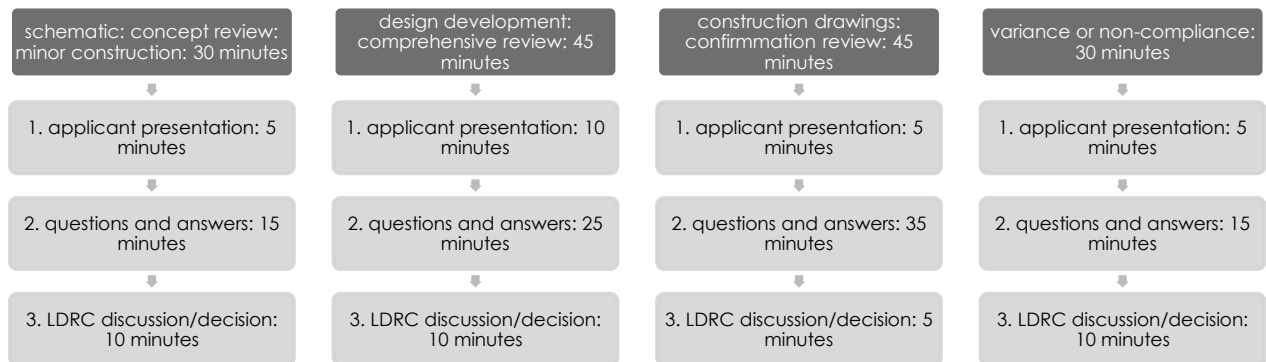 schematic: concept review:
minor construction: 30 minutes
1. applicant presentation: 5
minutes
2. questions and answers: 15
minutes
3. LDRC discussion/decision:
10 minutes
design development:
comprehensive review: 45
minutes
1. applicant presentation: 10
minutes
2. questions and answers: 25
minutes
3. LDRC discussion/decision:
10 minutes
construction drawings:
confirmmation review: 45
minutes
1. applicant presentation: 5
minutes
2. questions and answers: 35
minutes
3. LDRC discussion/decision: 5
minutes
variance or non-compliance:
30 minutes
1. applicant presentation: 5
minutes
2. questions and answers: 15
minutes
3. LDRC discussion/decision:
10 minutes